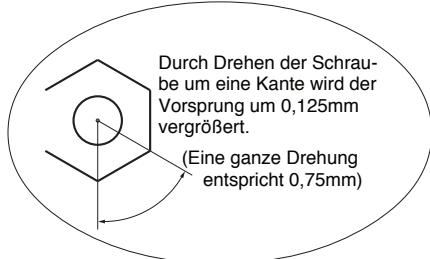 Durch Drehen der Schrau-
be um eine Kante wird der
Vorsprung um 0,125mm
vergrößert.
(Eine ganze Drehung
entspricht 0,75mm)